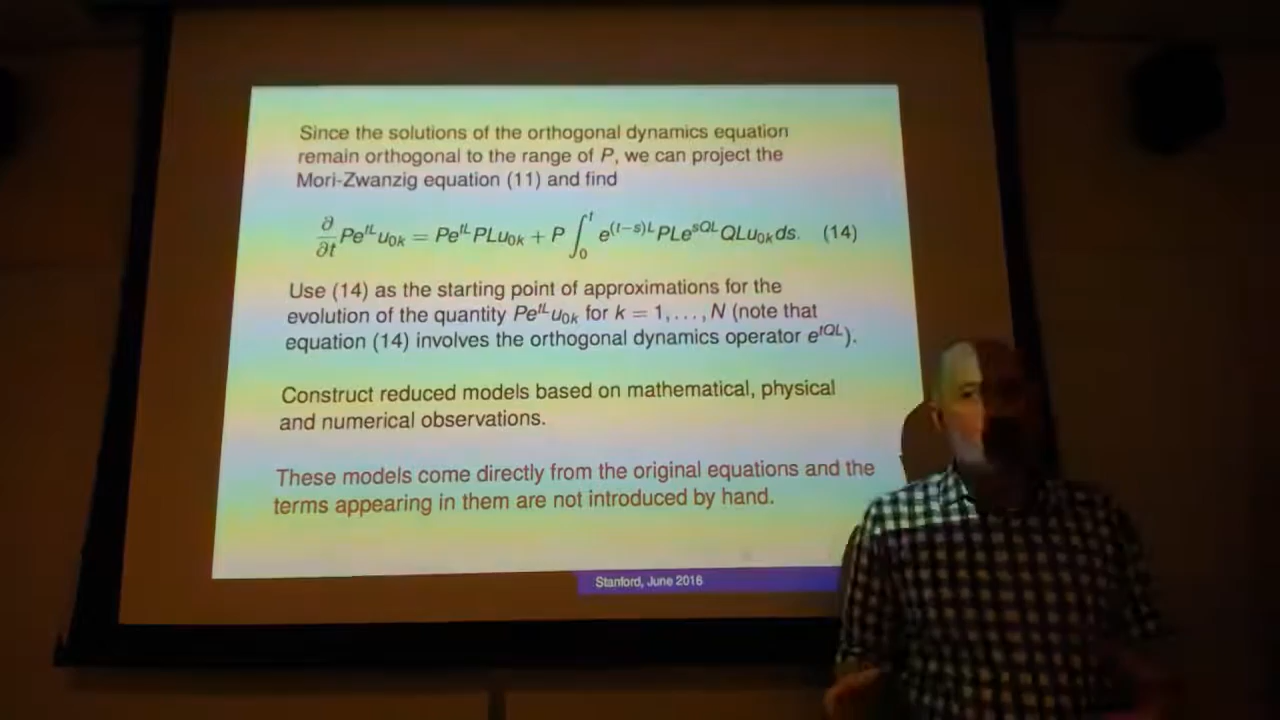 Since the solutions of the orthogonal dynamics equation
remain orthogonal to the range of P, we can project the
Mori-Zwanzig equation (11) and find
∂/∂t Pe^{tL}u_{0k} = Pe^{tL}PLu_{0k} + P ∫_0^t e^{(t−s)L}PLe^{sQL}QLu_{0k}ds. (14)
Use (14) as the starting point of approximations for the
evolution of the quantity Pe^{tL}u_{0k} for k = 1, . . . , N (note that
equation (14) involves the orthogonal dynamics operator e^{tQL}).
Construct reduced models based on mathematical, physical
and numerical observations.
These models come directly from the original equations and the
terms appearing in them are not introduced by hand.
Stanford, June 2016